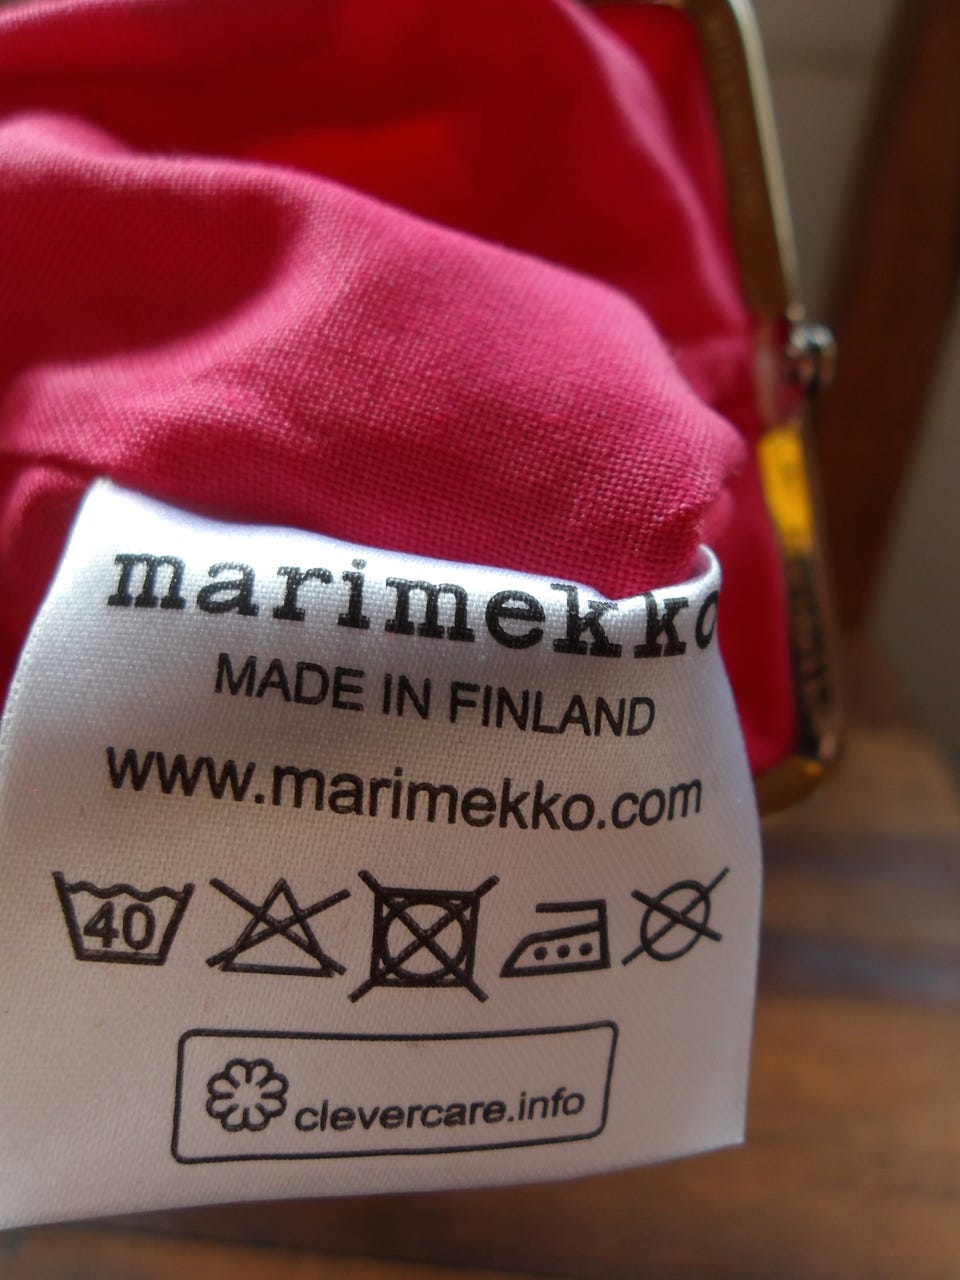 marimekko
MADE IN FINLAND
www.marimekko.com
40
clevercare.info